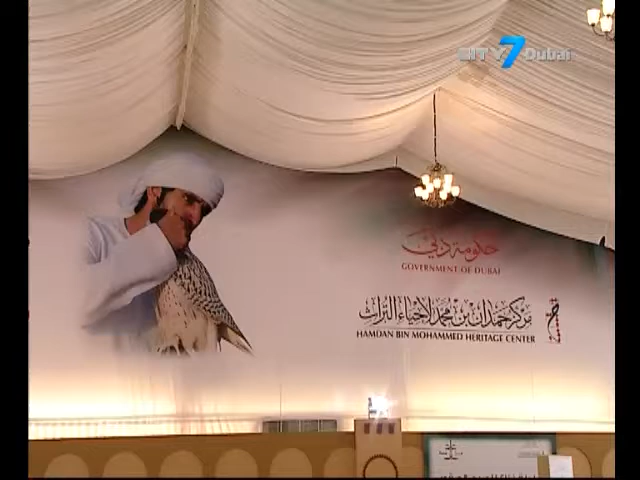 CITY 7 Dubai
حكومة دبي
GOVERNMENT OF DUBAI
مركز حمدان بن محمد لإحياء التراث
HAMDAN BIN MOHAMMED HERITAGE CENTER